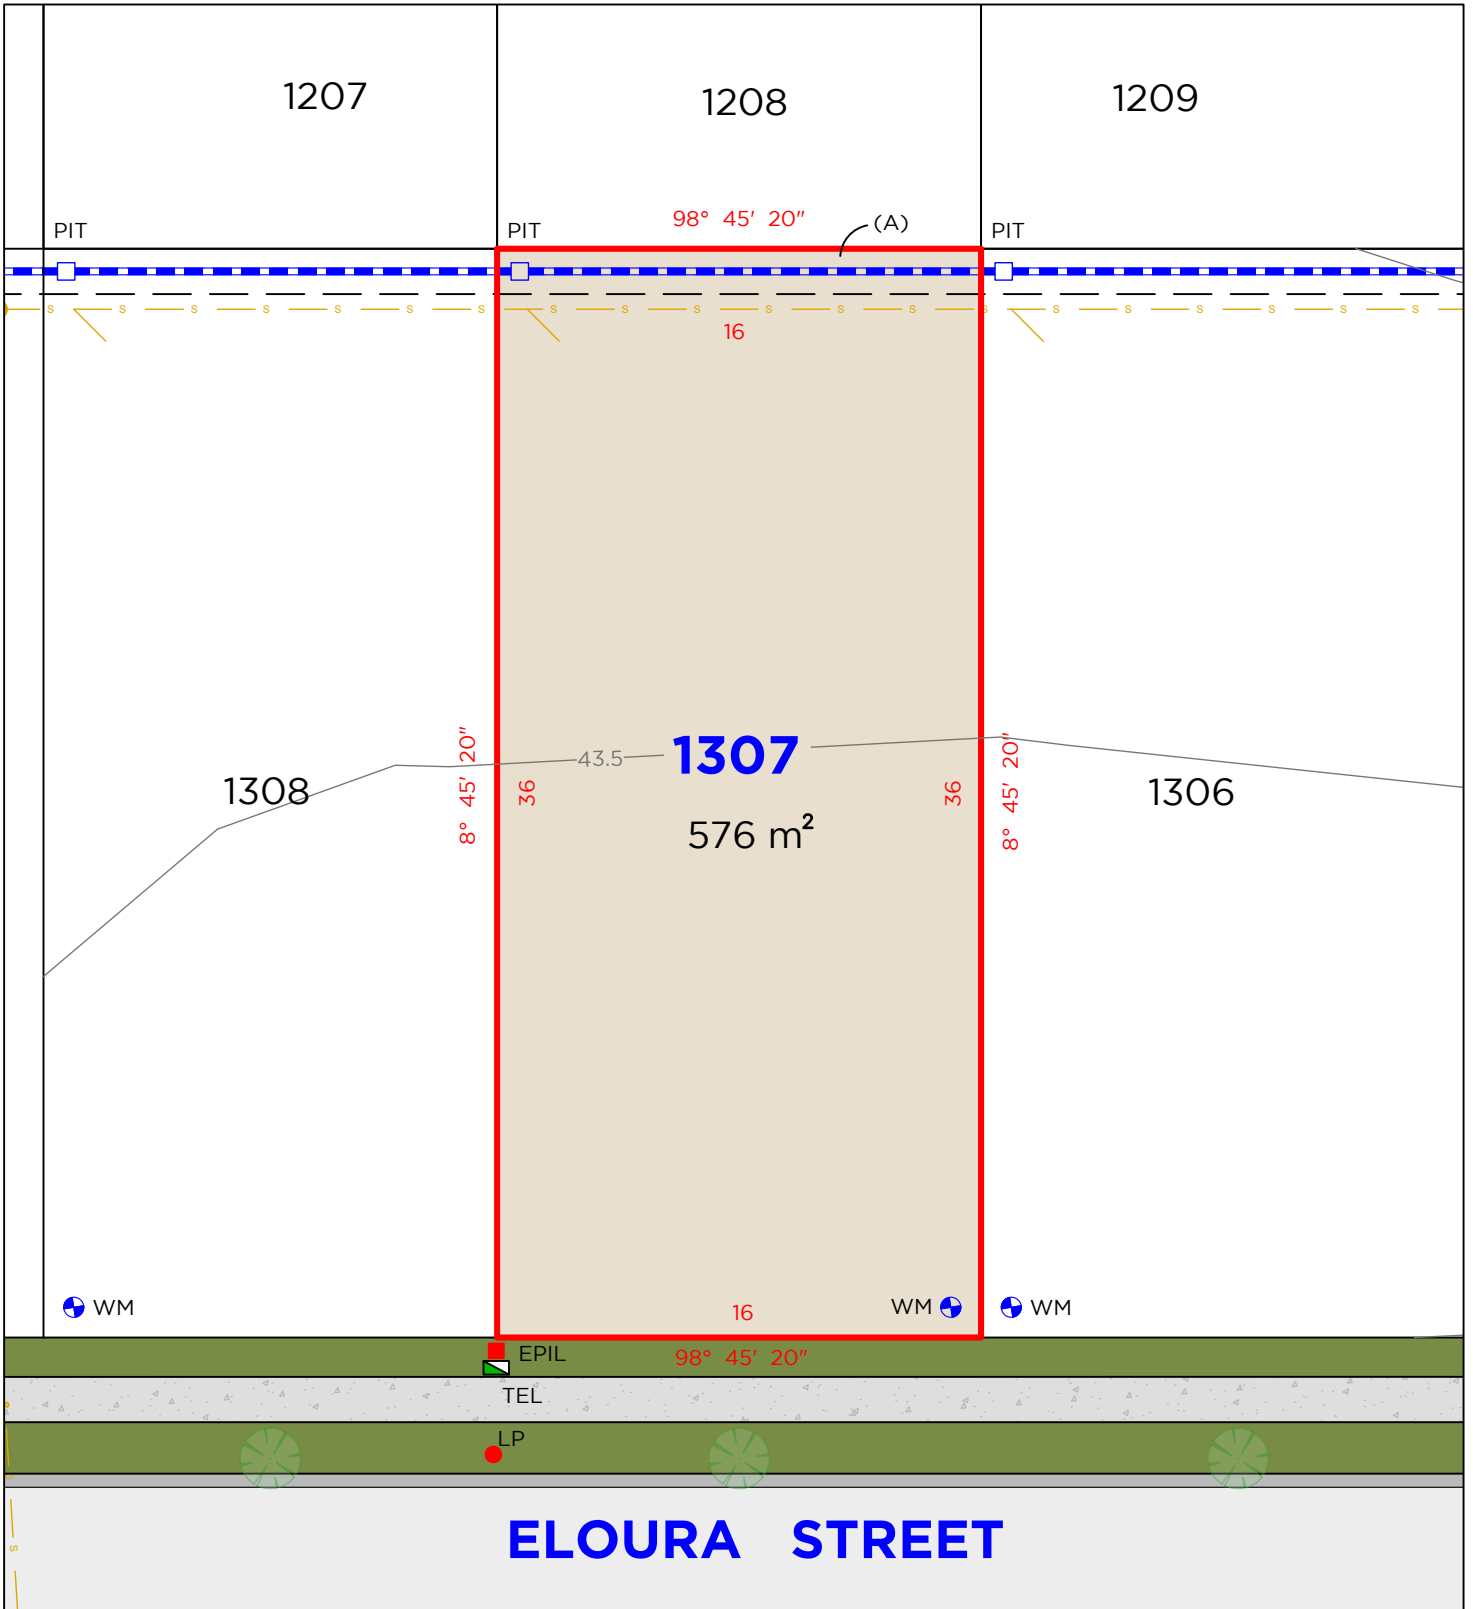 1207
1208
1209
PIT
PIT
98° 45' 20"
(A)
PIT
s s s s s s s s s s s s s s s s s s s s
16
8° 45' 20"
36
43.5
1307
36
8° 45' 20"
1308
1306
576 m²
WM
WM
WM
16
EPIL
98° 45' 20"
TEL
LP
s
ELOURA STREET
s